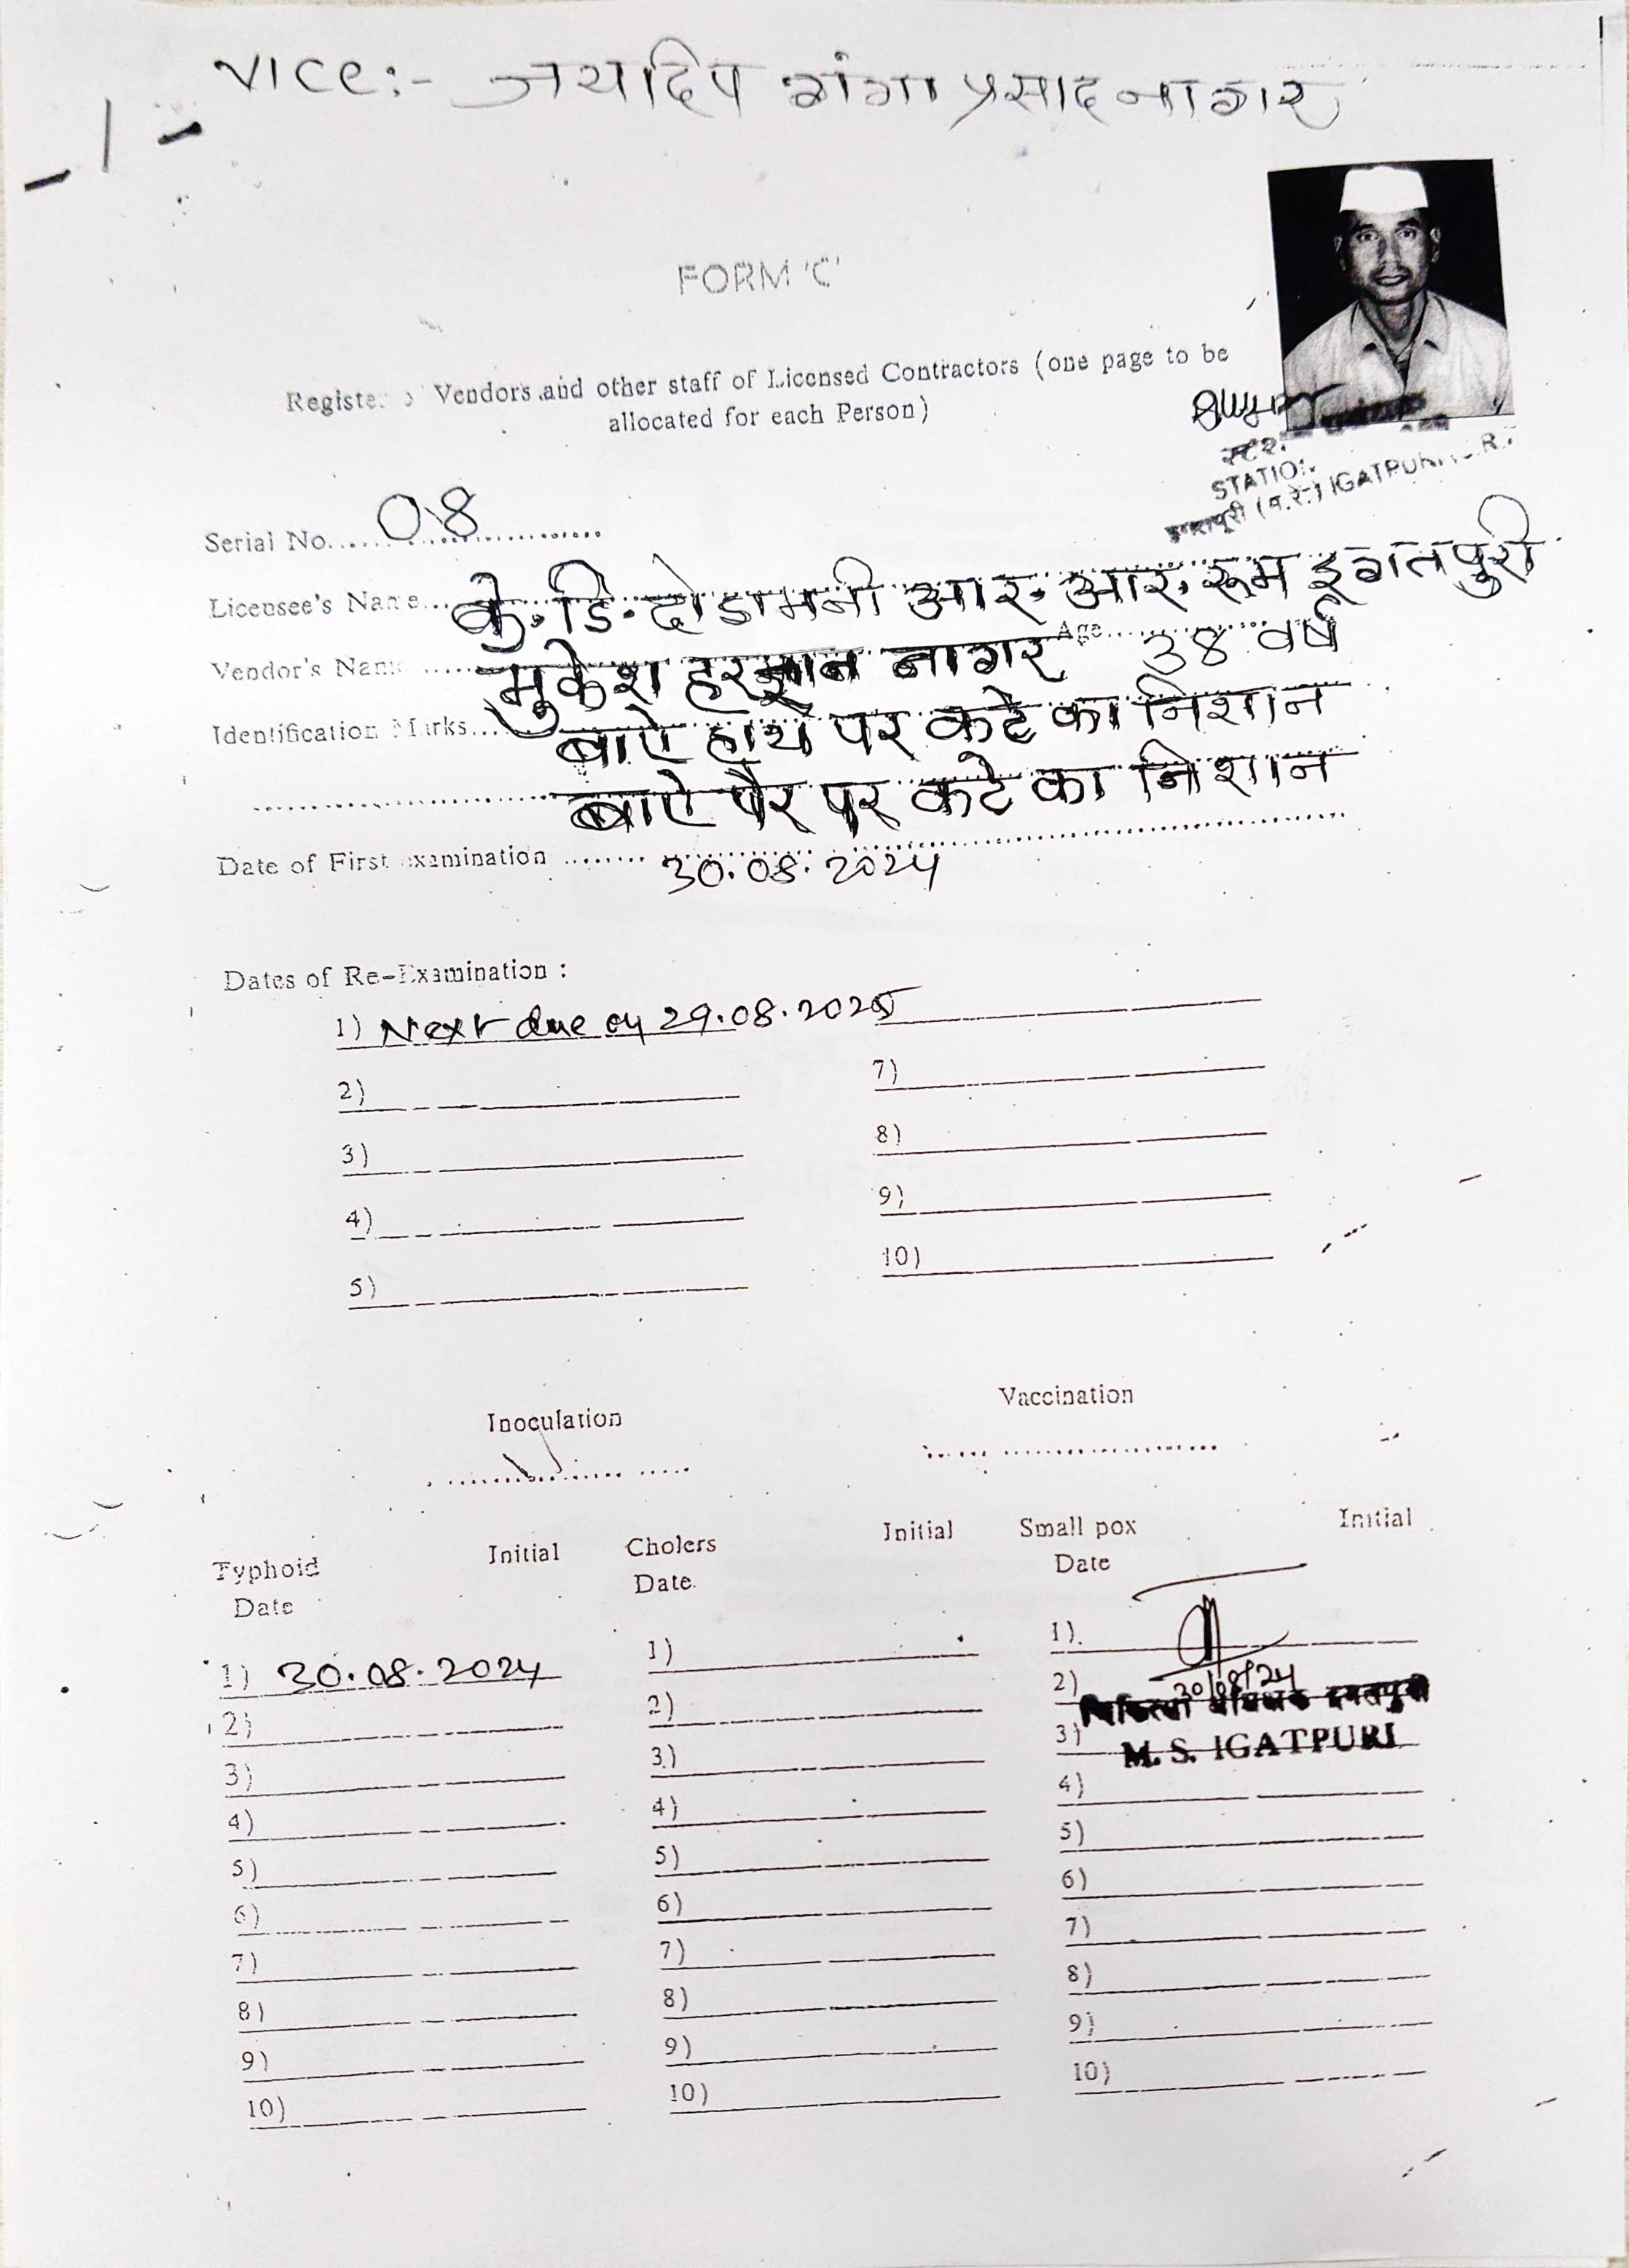 VICE:- जयदिप गंगा प्रसाद नागर
- 1 -
FORM 'C'
Register Vendors and other staff of Licensed Contractors (one page to be
allocated for each Person)
STATION
इगतपूरी (म.रे.) IGATPURI C.R.
Serial No. 08
Licensee's Name के. डि. दोडामनी आर. आर. रूम इगतपुरी
Vendor's Name मुकेश हरज्ञान नागर Age 38 वर्ष
Identification Marks बाऐ हाथ पर कटे का निशान
बाऐ पैर पर कटे का निशान
Date of First examination 30.08.2024
Dates of Re-Examination :
1) Next due on 29.08.2025
2) 7)
3) 8)
4) 9)
5) 10)
Inoculation Vaccination
Typhoid Initial Cholers Initial Small pox Initial
Date Date. Date
1) 30.08.2024 1) 1).
2) 2) 2) 30/08/24
चिकित्सा अधिक्षक इगतपुरी
3) 3.) 3) M. S. IGATPURI
4) 4) 4)
5) 5) 5)
6) 6) 6)
7) 7) 7)
8) 8) 8)
9) 9) 9)
10) 10) 10)